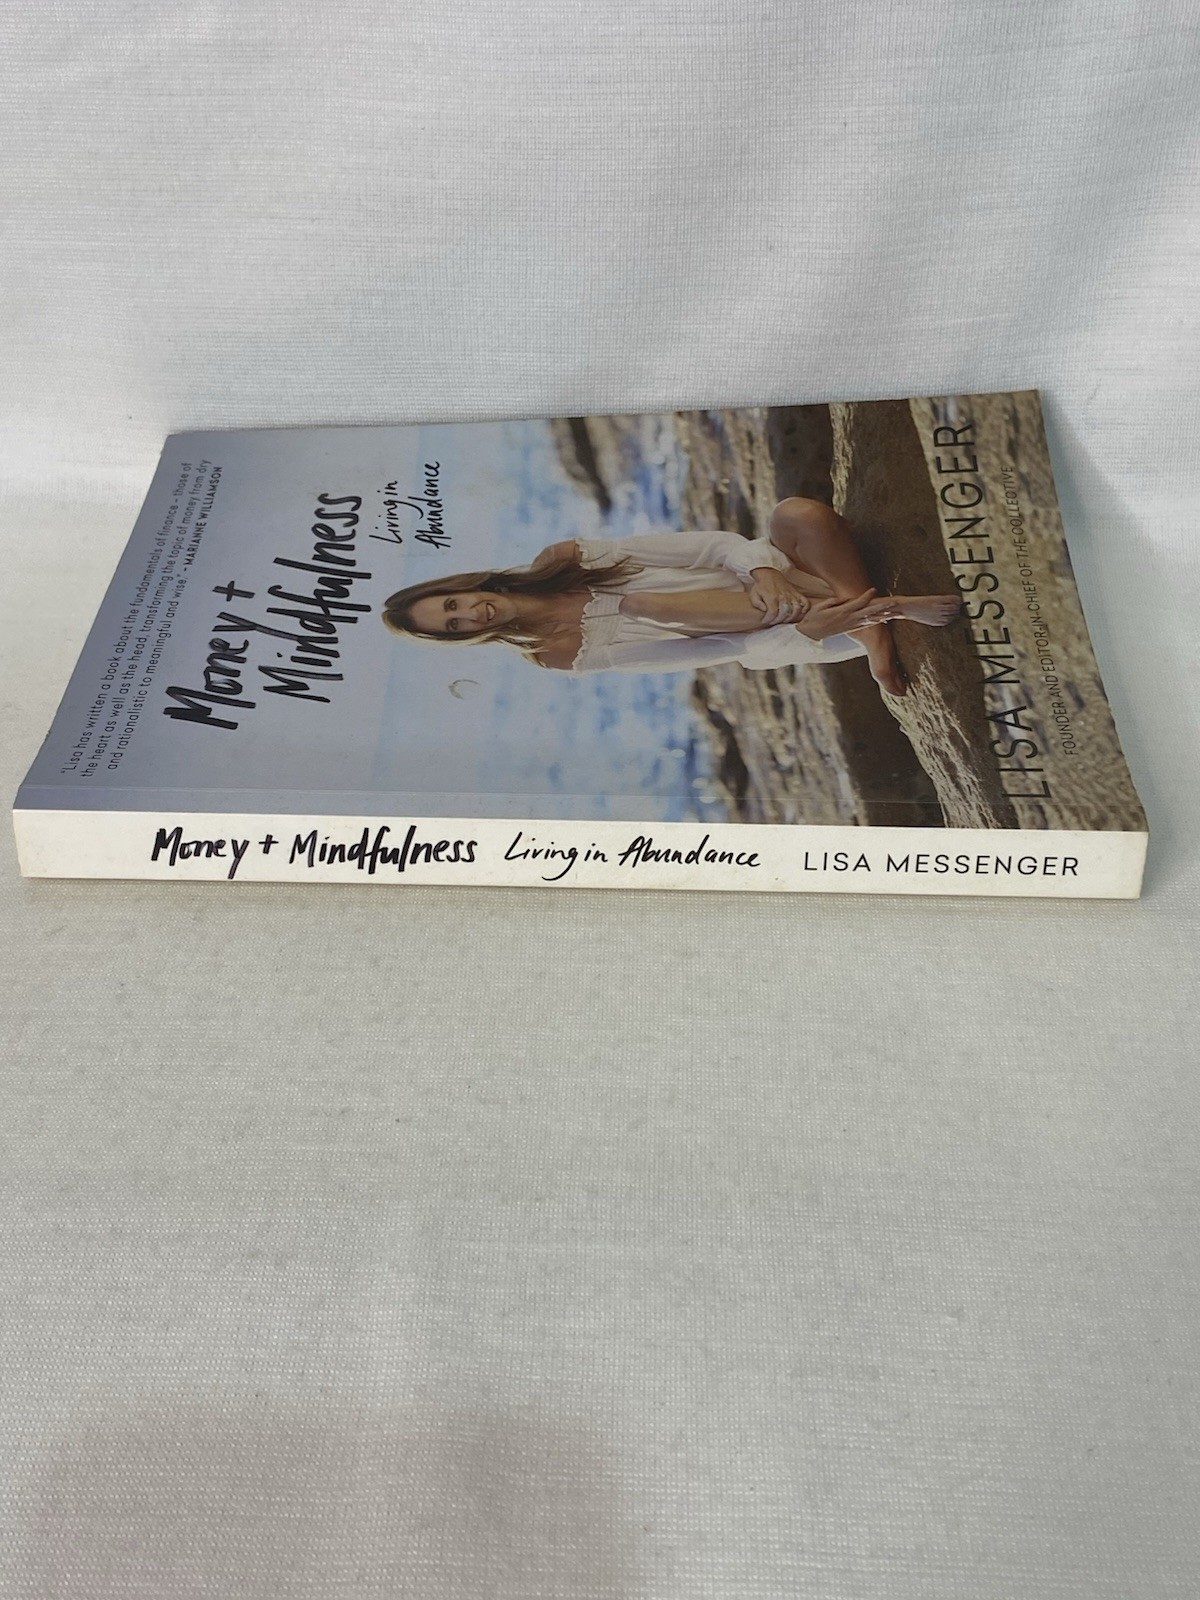 "Lisa has written a book about the fundamentals of finance - those of
the heart as well as the head, transforming the topic of money from dry
and rationalistic to meaningful and wise." - MARIANNE WILLIAMSON
Money +
Mindfulness
Living in
Abundance
LISA MESSENGER
FOUNDER AND EDITOR-IN-CHIEF OF THE COLLECTIVE
Money + Mindfulness Living in Abundance LISA MESSENGER